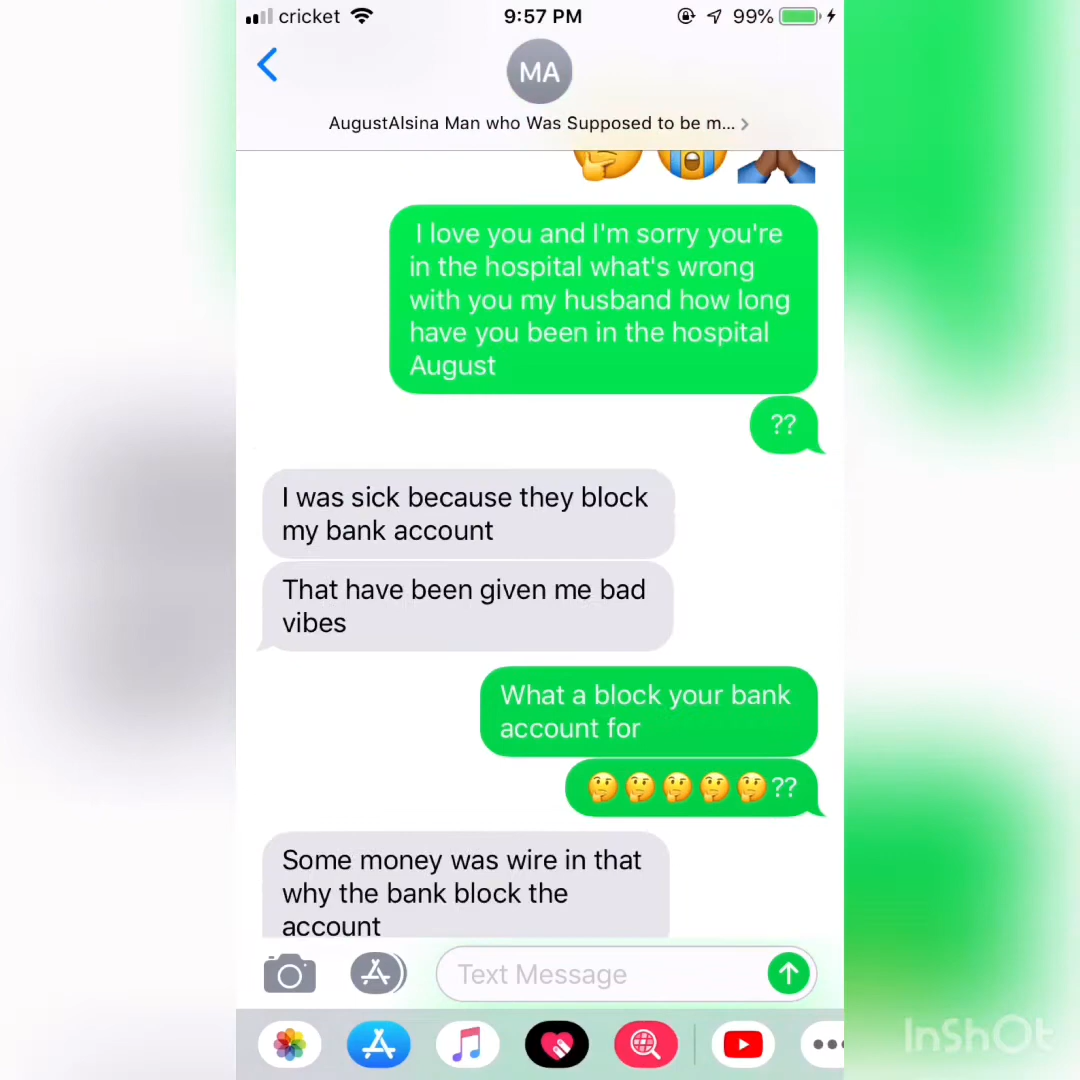 cricket 9:57 PM 99%
MA
AugustAlsina Man who Was Supposed to be m...
I love you and I'm sorry you're
in the hospital what's wrong
with you my husband how long
have you been in the hospital
August
??
I was sick because they block
my bank account
That have been given me bad
vibes
What a block your bank
account for
🤔🤔🤔🤔🤔??
Some money was wire in that
why the bank block the
account
Text Message
InShOt